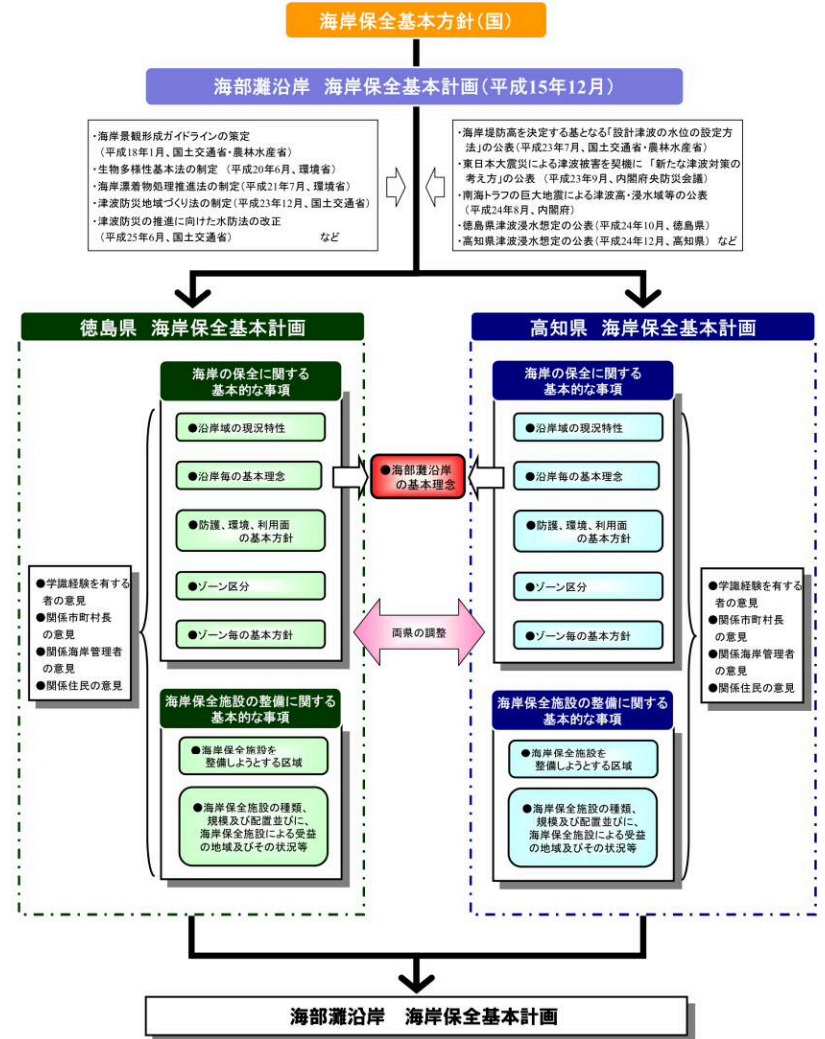 海岸保全基本方針(国)
海部灘沿岸 海岸保全基本計画(平成15年12月)
・海岸景観形成ガイドラインの策定
(平成18年1月、国土交通省・農林水産省)
・生物多様性基本法の制定 (平成20年6月、環境省)
・海岸漂着物処理推進法の制定(平成21年7月、環境省)
・津波防災地域づくり法の制定(平成23年12月、国土交通省)
・津波防災の推進に向けた水防法の改正
(平成25年6月、国土交通省) など
・海岸堤防高を決定する基となる「設計津波の水位の設定方
法」の公表(平成23年7月、国土交通省・農林水産省)
・東日本大震災による津波被害を契機に 「新たな津波対策の
考え方」の公表 (平成23年9月、内閣府中央防災会議)
・南海トラフの巨大地震による津波高・浸水域等の公表
(平成24年8月、内閣府)
・徳島県津波浸水想定の公表(平成24年10月、徳島県)
・高知県津波浸水想定の公表(平成24年12月、高知県) など
徳島県 海岸保全基本計画
海岸の保全に関する
基本的な事項
●沿岸域の現況特性
●沿岸毎の基本理念
●防護、環境、利用面
の基本方針
●ゾーン区分
●ゾーン毎の基本方針
●学識経験を有する
者の意見
●関係市町村長
の意見
●関係海岸管理者
の意見
●関係住民の意見
海岸保全施設の整備に関する
基本的な事項
●海岸保全施設を
整備しようとする区域
●海岸保全施設の種類、
規模及び配置並びに、
海岸保全施設による受益
の地域及びその状況等
●海部灘沿岸
の基本理念
両県の調整
高知県 海岸保全基本計画
海岸の保全に関する
基本的な事項
●沿岸域の現況特性
●沿岸毎の基本理念
●防護、環境、利用面
の基本方針
●ゾーン区分
●ゾーン毎の基本方針
●学識経験を有する
者の意見
●関係市町村長
の意見
●関係海岸管理者
の意見
●関係住民の意見
海岸保全施設の整備に関する
基本的な事項
●海岸保全施設を
整備しようとする区域
●海岸保全施設の種類、
規模及び配置並びに、
海岸保全施設による受益
の地域及びその状況等
海部灘沿岸 海岸保全基本計画